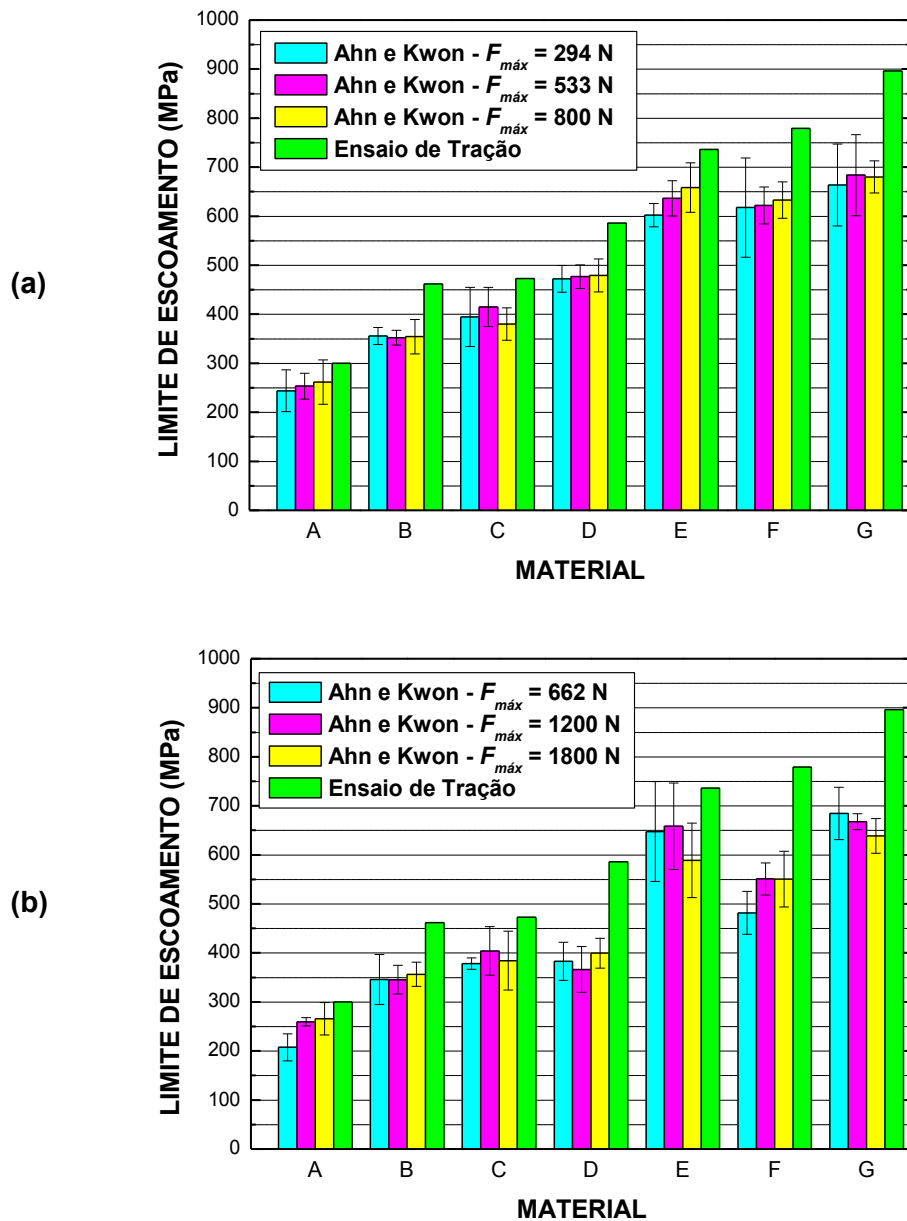 (a)
LIMITE DE ESCOAMENTO (MPa)
1000
900
800
700
600
500
400
300
200
100
0
Ahn e Kwon - Fmáx = 294 N
Ahn e Kwon - Fmáx = 533 N
Ahn e Kwon - Fmáx = 800 N
Ensaio de Tração
A B C D E F G
MATERIAL
(b)
LIMITE DE ESCOAMENTO (MPa)
1000
900
800
700
600
500
400
300
200
100
0
Ahn e Kwon - Fmáx = 662 N
Ahn e Kwon - Fmáx = 1200 N
Ahn e Kwon - Fmáx = 1800 N
Ensaio de Tração
A B C D E F G
MATERIAL